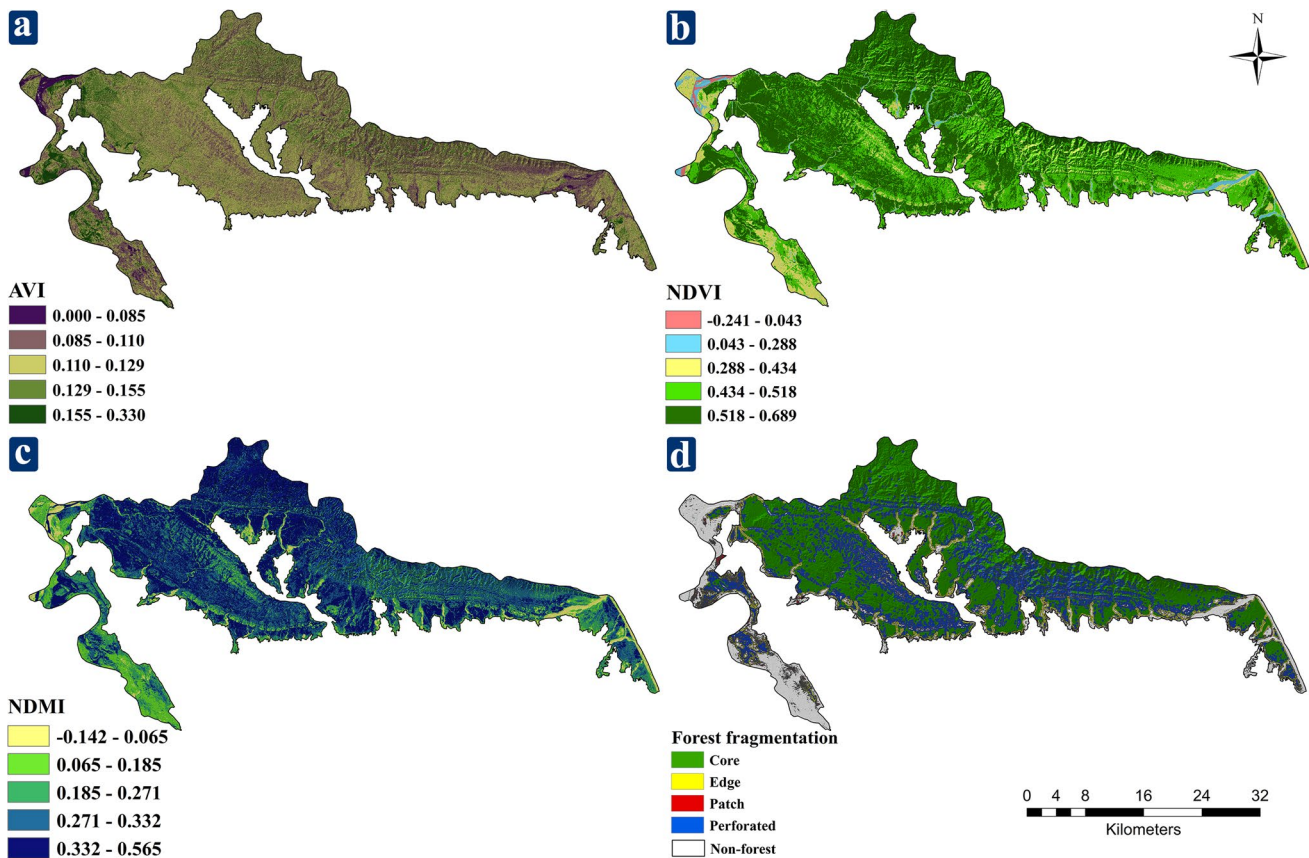 a
b
N
AVI
0.000 - 0.085
0.085 - 0.110
0.110 - 0.129
0.129 - 0.155
0.155 - 0.330
NDVI
-0.241 - 0.043
0.043 - 0.288
0.288 - 0.434
0.434 - 0.518
0.518 - 0.689
c
d
NDMI
-0.142 - 0.065
0.065 - 0.185
0.185 - 0.271
0.271 - 0.332
0.332 - 0.565
Forest fragmentation
Core
Edge
Patch
Perforated
Non-forest
0 4 8 16 24 32
Kilometers